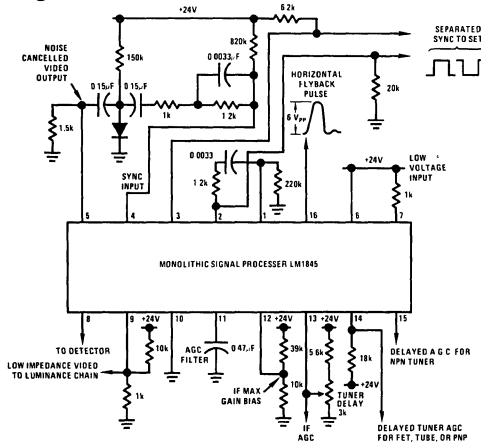 +24V
6 2k
SEPARATED
SYNC TO SET
150k
820k
0 0033µF
NOISE
CANCELLED
VIDEO
OUTPUT
0 15µF
0 15µF
1k
1 2k
1.5k
HORIZONTAL
FLYBACK
PULSE
6 VPP
20k
SYNC
INPUT
0 0033
1 2k
220k
+24V
LOW
VOLTAGE
INPUT
1k
5 4 3 2 1 16 6 7
MONOLITHIC SIGNAL PROCESSER LM1845
8 9 10 11 12 13 14 15
TO DETECTOR
+24V
10k
LOW IMPEDANCE VIDEO
TO LUMINANCE CHAIN
1k
AGC
FILTER
0 47µF
+24V
39k
10k
IF MAX
GAIN BIAS
+24V
5 6k
TUNER
DELAY
3k
IF
AGC
18k
+24V
DELAYED A G C FOR
NPN TUNER
DELAYED TUNER AGC
FOR FET, TUBE, OR PNP